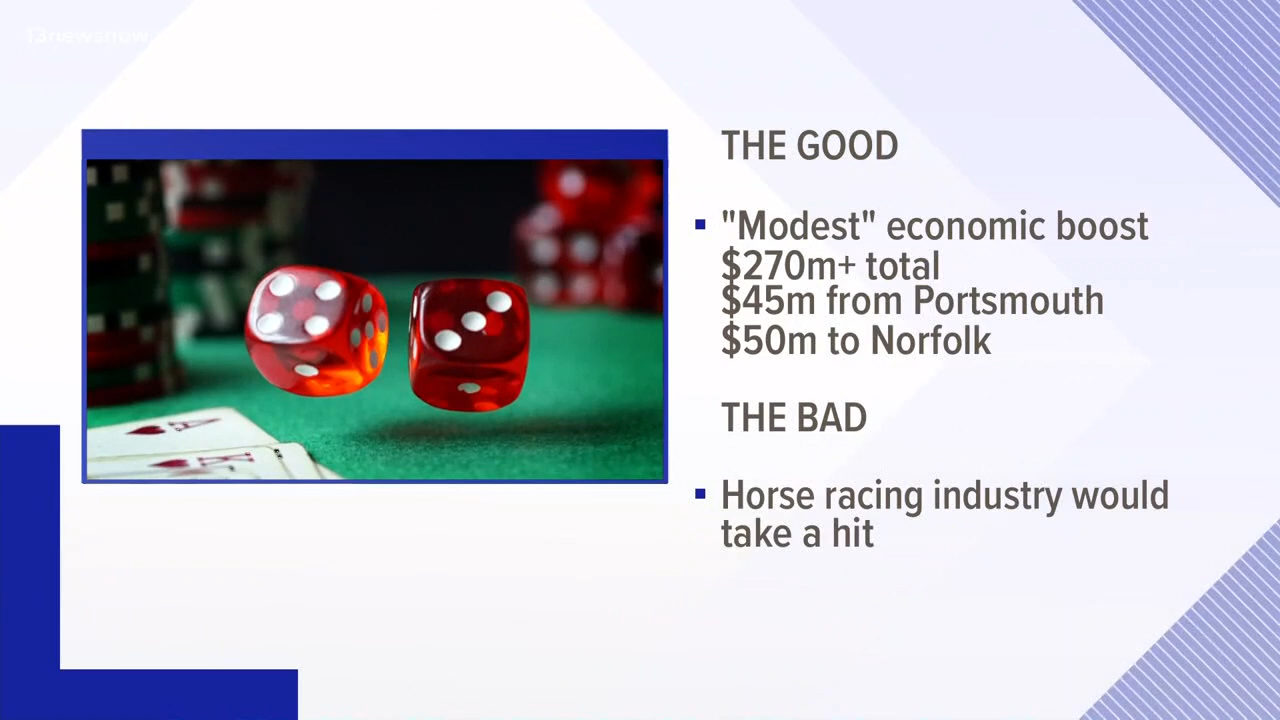 13newsnow
THE GOOD
"Modest" economic boost
$270m+ total
$45m from Portsmouth
$50m to Norfolk
THE BAD
Horse racing industry would
take a hit
A
K